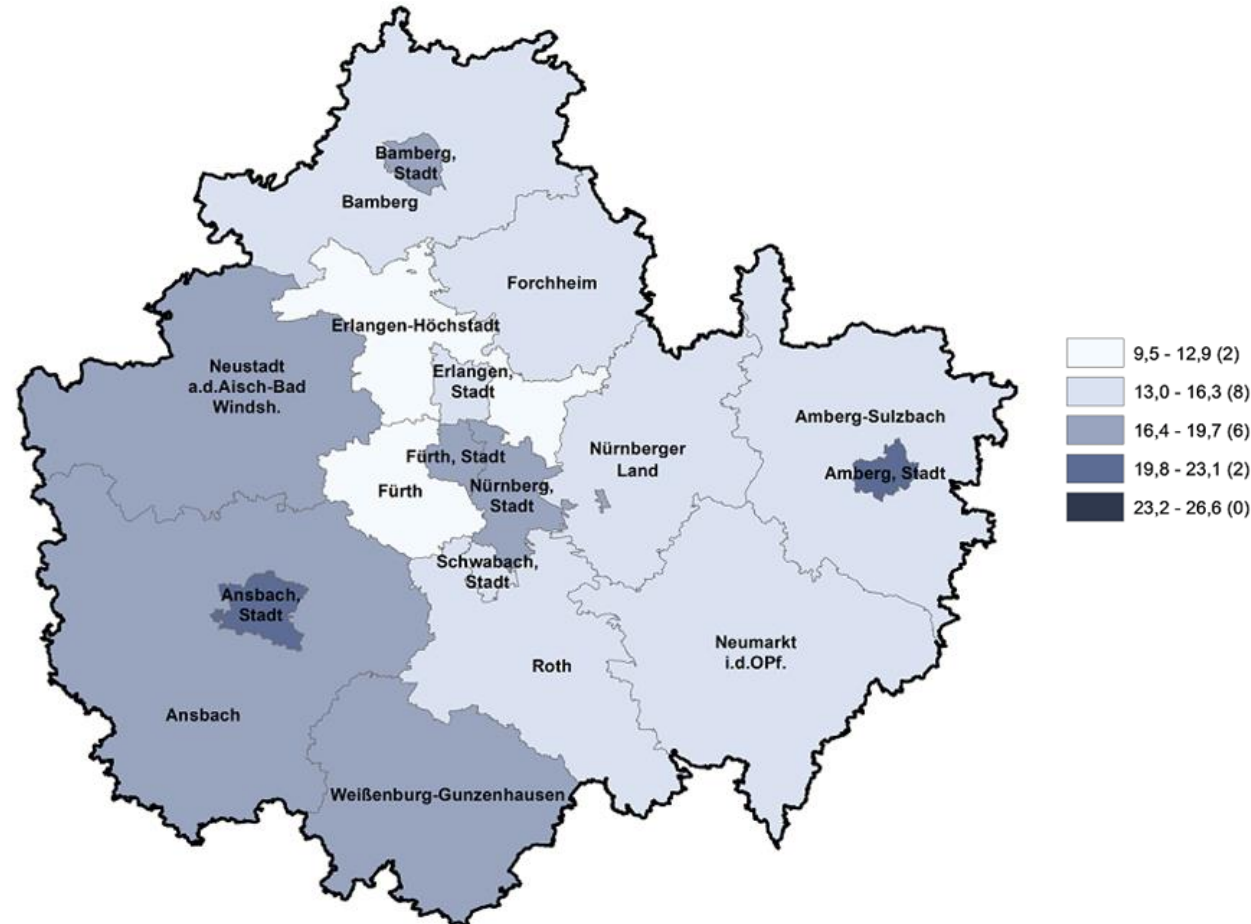 Bamberg,
Stadt
Bamberg
Forchheim
Erlangen-Höchstadt
Neustadt
a.d.Aisch-Bad
Windsh.
Erlangen,
Stadt
Amberg-Sulzbach
Nürnberger
Land
Fürth, Stadt
Amberg, Stadt
Fürth
Nürnberg,
Stadt
Schwabach,
Stadt
Ansbach,
Stadt
Neumarkt
i.d.OPf.
Roth
Ansbach
Weißenburg-Gunzenhausen
9,5 - 12,9 (2)
13,0 - 16,3 (8)
16,4 - 19,7 (6)
19,8 - 23,1 (2)
23,2 - 26,6 (0)